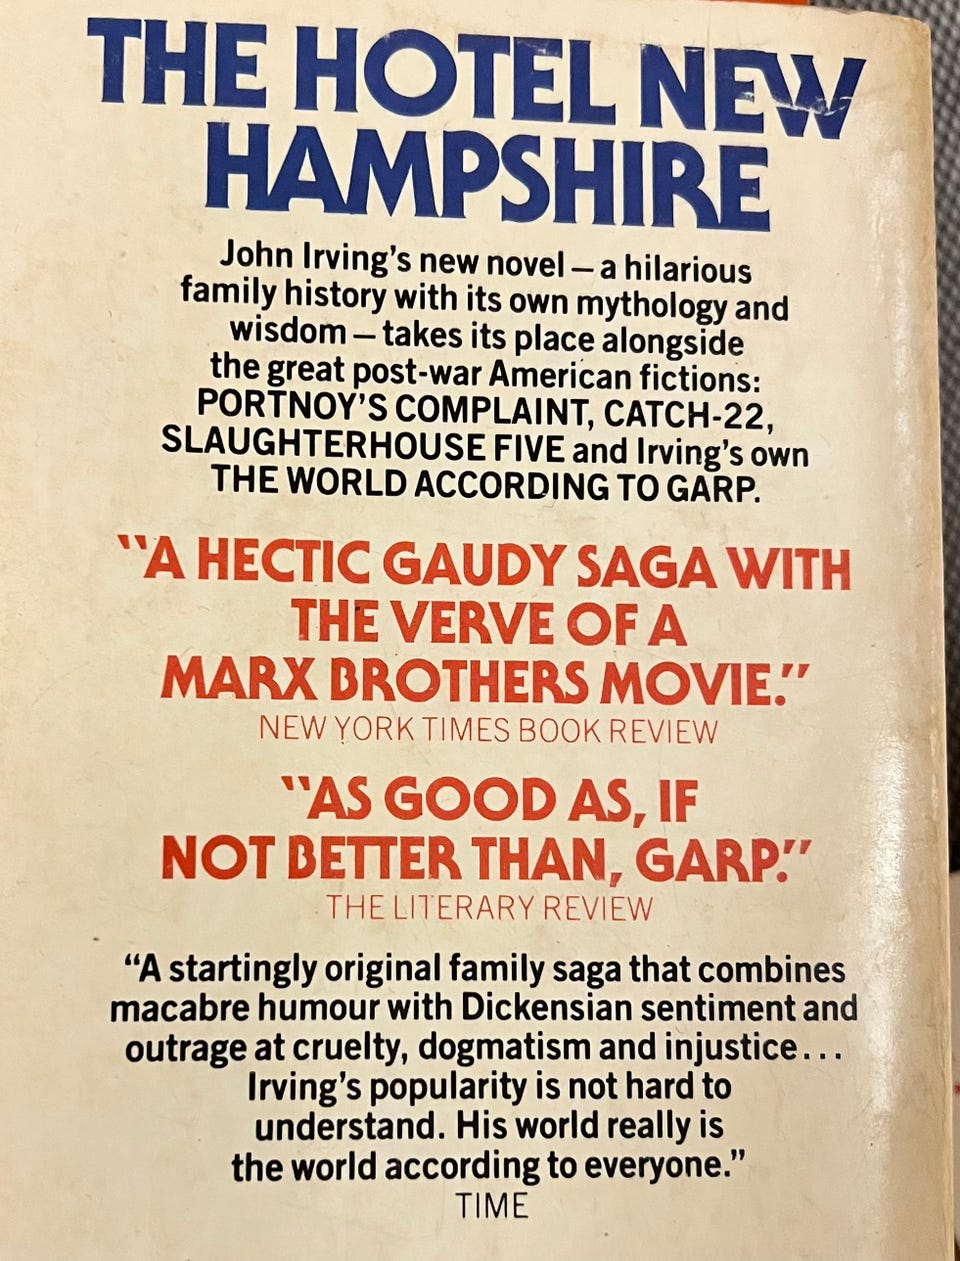 THE HOTEL NEW
HAMPSHIRE
John Irving's new novel – a hilarious
family history with its own mythology and
wisdom – takes its place alongside
the great post-war American fictions:
PORTNOY'S COMPLAINT, CATCH-22,
SLAUGHTERHOUSE FIVE and Irving's own
THE WORLD ACCORDING TO GARP.
"A HECTIC GAUDY SAGA WITH
THE VERVE OF A
MARX BROTHERS MOVIE."
NEW YORK TIMES BOOK REVIEW
"AS GOOD AS, IF
NOT BETTER THAN, GARP."
THE LITERARY REVIEW
"A startingly original family saga that combines
macabre humour with Dickensian sentiment and
outrage at cruelty, dogmatism and injustice...
Irving's popularity is not hard to
understand. His world really is
the world according to everyone."
TIME